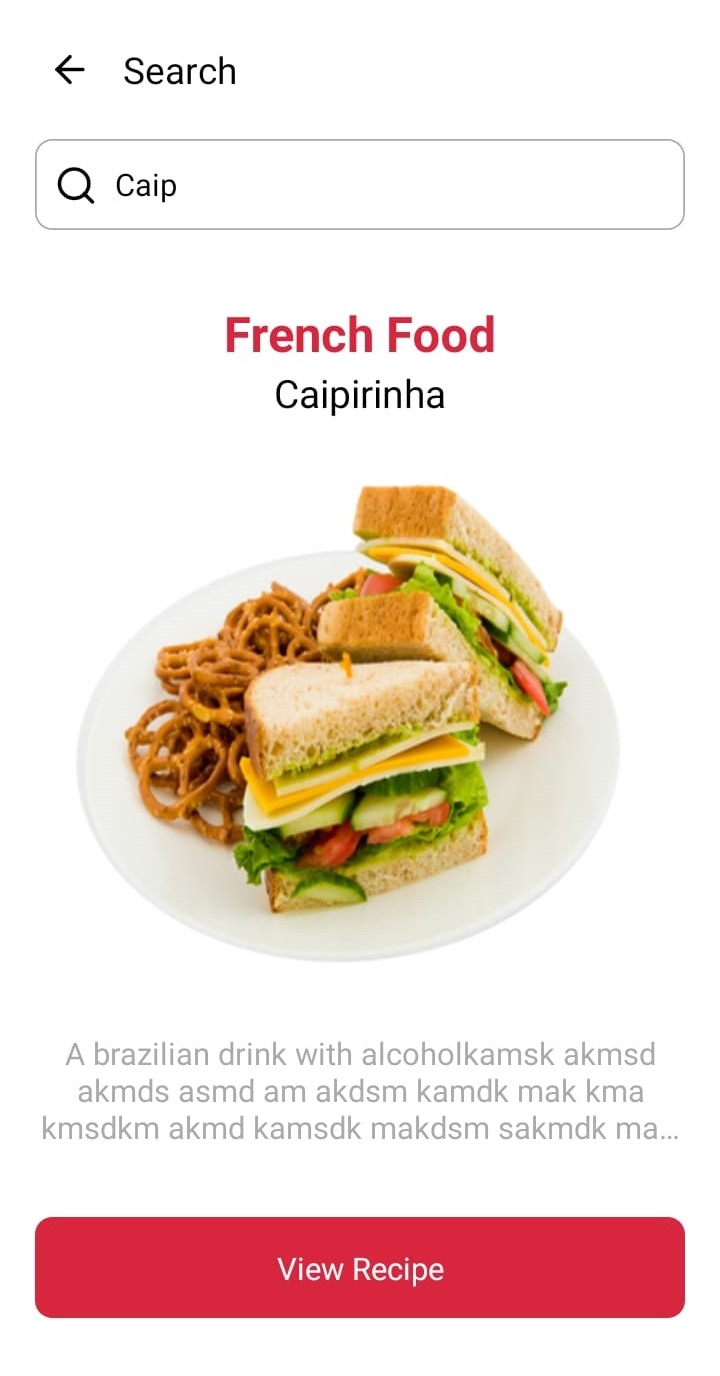 Search
Caip
French Food
Caipirinha
A brazilian drink with alcoholkamsk akmsd
akmds asmd am akdsm kamdk mak kma
kmsdkm akmd kamsdk makdsm sakmdk ma...
View Recipe